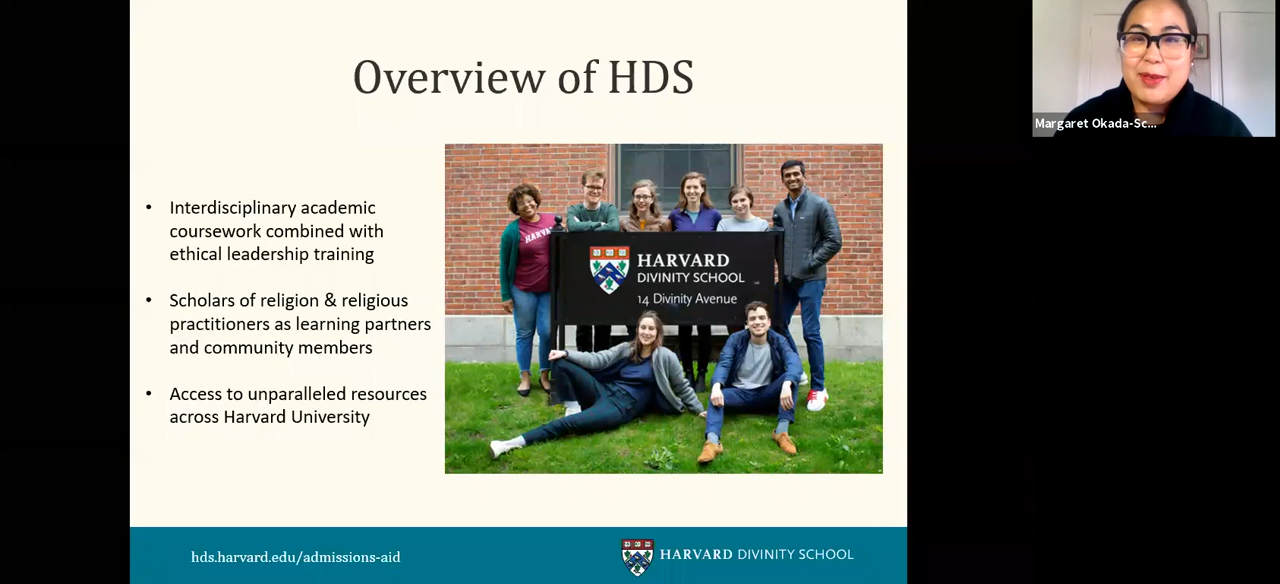 Overview of HDS
Margaret Okada-Sc...
• Interdisciplinary academic
coursework combined with
ethical leadership training
• Scholars of religion & religious
practitioners as learning partners
and community members
• Access to unparalleled resources
across Harvard University
HARV
HARVARD
DIVINITY SCHOOL
14 Divinity Avenue
hds.harvard.edu/admissions-aid
HARVARD DIVINITY SCHOOL